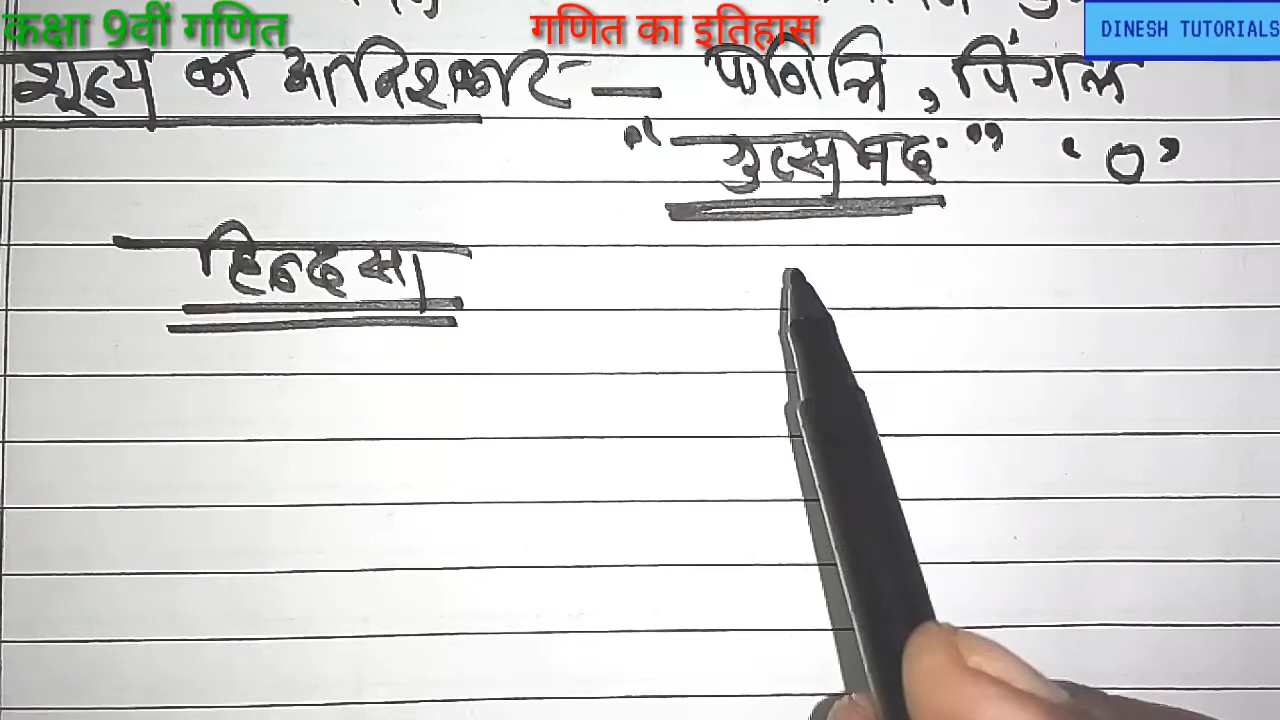 कक्षा 9वीं गणित
गणित का इतिहास
DINESH TUTORIALS
शून्य का आविश्कार — पाणिनि, पिंगल
"गुत्समद" '0'
हिन्दसा